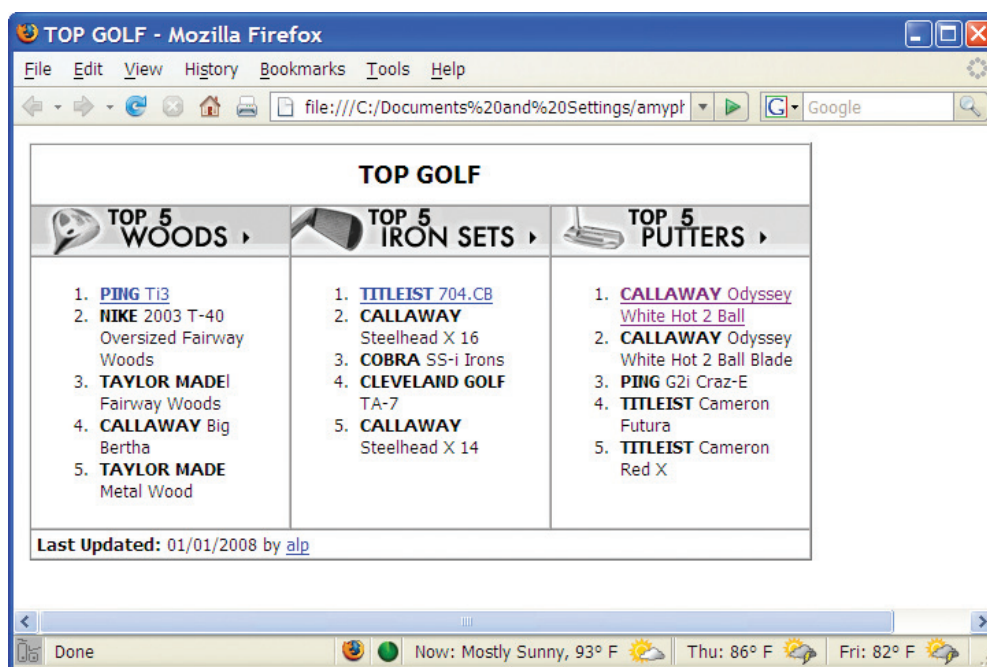 TOP GOLF - Mozilla Firefox
File Edit View History Bookmarks Tools Help
file:///C:/Documents%20and%20Settings/amyph
G
Google
TOP GOLF
TOP 5
WOODS
TOP 5
IRON SETS
TOP 5
PUTTERS
1. PING Ti3
2. NIKE 2003 T-40
Oversized Fairway
Woods
3. TAYLOR MADEl
Fairway Woods
4. CALLAWAY Big
Bertha
5. TAYLOR MADE
Metal Wood
1. TITLEIST 704.CB
2. CALLAWAY
Steelhead X 16
3. COBRA SS-i Irons
4. CLEVELAND GOLF
TA-7
5. CALLAWAY
Steelhead X 14
1. CALLAWAY Odyssey
White Hot 2 Ball
2. CALLAWAY Odyssey
White Hot 2 Ball Blade
3. PING G2i Craz-E
4. TITLEIST Cameron
Futura
5. TITLEIST Cameron
Red X
Last Updated: 01/01/2008 by alp
Done
Now: Mostly Sunny, 93° F
Thu: 86° F
Fri: 82° F